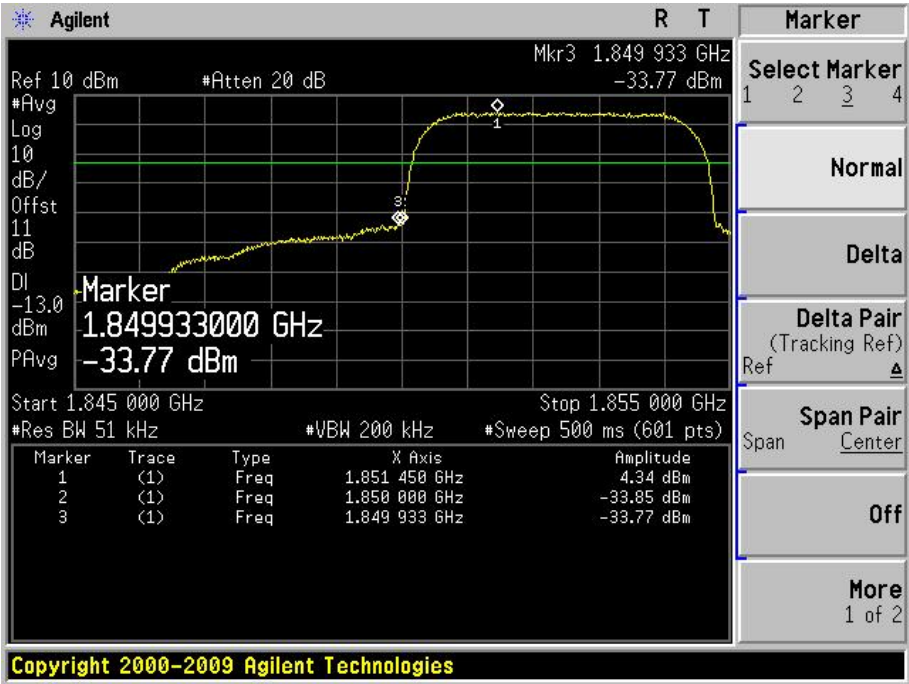 Agilent R T
Mkr3 1.849 933 GHz
Ref 10 dBm #Atten 20 dB -33.77 dBm
#Avg
Log
10
dB/
Offst
11
dB
DI
-13.0
dBm
PAvg
1
3
Marker
1.849933000 GHz
-33.77 dBm
Start 1.845 000 GHz Stop 1.855 000 GHz
#Res BW 51 kHz #VBW 200 kHz #Sweep 500 ms (601 pts)
Marker Trace Type X Axis Amplitude
1 (1) Freq 1.851 450 GHz 4.34 dBm
2 (1) Freq 1.850 000 GHz -33.85 dBm
3 (1) Freq 1.849 933 GHz -33.77 dBm
Marker
Select Marker
1 2 3 4
Normal
Delta
Delta Pair
(Tracking Ref)
Ref Δ
Span Pair
Span Center
Off
More
1 of 2
Copyright 2000-2009 Agilent Technologies